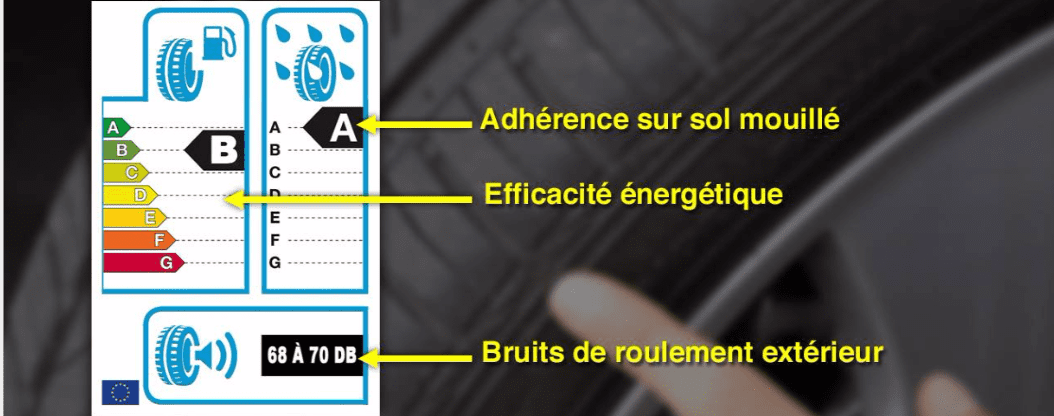 A
B
C
D
E
F
G
B
A
B
C
D
E
F
G
A
Adhérence sur sol mouillé
Efficacité énergétique
68 À 70 DB
Bruits de roulement extérieur